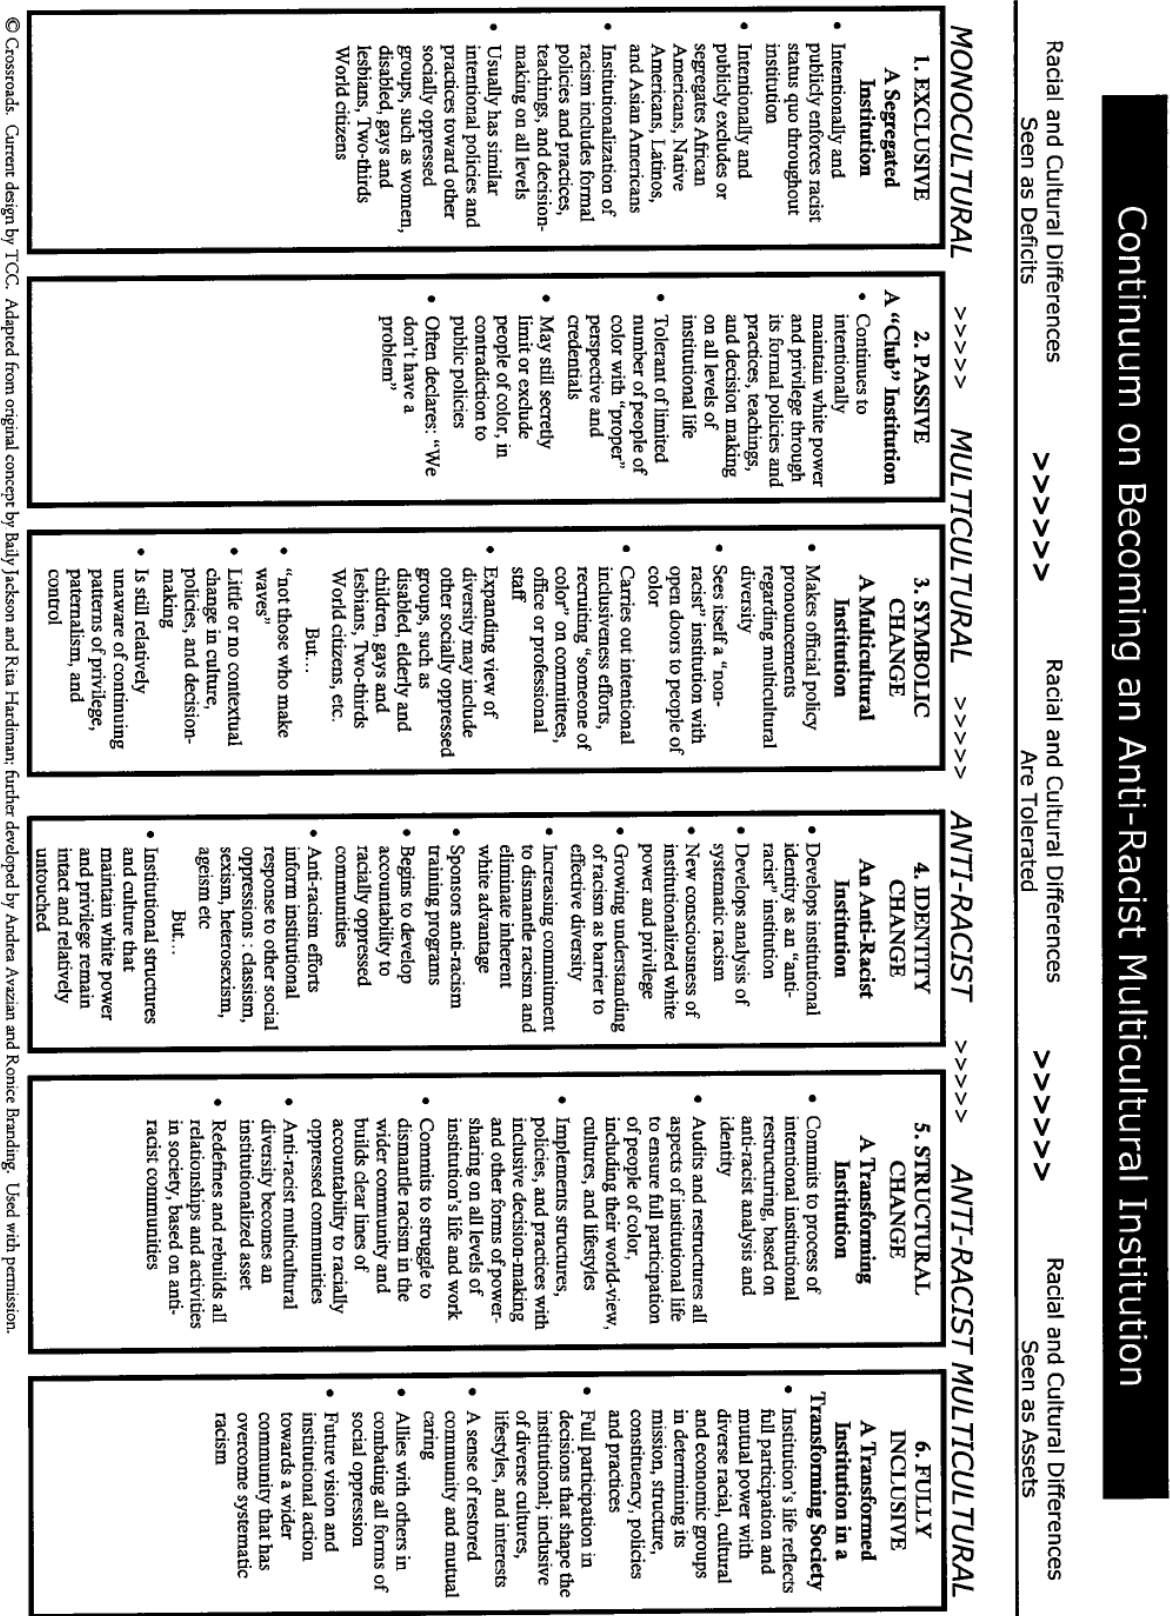 Continuum on Becoming an Anti-Racist Multicultural Institution
Racial and Cultural Differences
Seen as Deficits
>>>>>>
Racial and Cultural Differences
Are Tolerated
>>>>>>
Racial and Cultural Differences
Seen as Assets
MONOCULTURAL >>>>> MULTICULTURAL >>>>> ANTI-RACIST >>>>> ANTI-RACIST MULTICULTURAL
1. EXCLUSIVE
A Segregated
Institution
• Intentionally and
publicly enforces racist
status quo throughout
institution
• Intentionally and
publicly excludes or
segregates African
Americans, Native
Americans, Latinos,
and Asian Americans
• Institutionalization of
racism includes formal
policies and practices,
teachings, and decision-
making on all levels
• Usually has similar
intentional policies and
practices toward other
socially oppressed
groups, such as women,
disabled, gays and
lesbians, Two-thirds
World citizens
2. PASSIVE
A “Club” Institution
• Continues to
intentionally
maintain white power
and privilege through
its formal policies and
practices, teachings,
and decision making
on all levels of
institutional life
• Tolerant of limited
number of people of
color with “proper”
perspective and
credentials
• May still secretly
limit or exclude
people of color, in
contradiction to
public policies
• Often declares: “We
don’t have a
problem”
3. SYMBOLIC
CHANGE
A Multicultural
Institution
• Makes official policy
pronouncements
regarding multicultural
diversity
• Sees itself a “non-
racist” institution with
open doors to people of
color
• Carries out intentional
inclusiveness efforts,
recruiting “someone of
color” on committees,
office or professional
staff
• Expanding view of
diversity may include
other socially oppressed
groups, such as
disabled, elderly and
children, gays and
lesbians, Two-thirds
World citizens, etc.
But…
• “not those who make
waves”
• Little or no contextual
change in culture,
policies, and decision-
making
• Is still relatively
unaware of continuing
patterns of privilege,
paternalism, and
control
4. IDENTITY
CHANGE
An Anti-Racist
Institution
• Develops institutional
identity as an “anti-
racist” institution
• Develops analysis of
systematic racism
• New consciousness of
institutionalized white
power and privilege
• Growing understanding
of racism as barrier to
effective diversity
• Increasing commitment
to dismantle racism and
eliminate inherent
white advantage
• Sponsors anti-racism
training programs
• Begins to develop
accountability to
racially oppressed
communities
• Anti-racism efforts
inform institutional
response to other social
oppressions : classism,
sexism, heterosexism,
ageism etc
But…
• Institutional structures
and culture that
maintain white power
and privilege remain
intact and relatively
untouched
5. STRUCTURAL
CHANGE
A Transforming
Institution
• Commits to process of
intentional institutional
restructuring, based on
anti-racist analysis and
identity
• Audits and restructures all
aspects of institutional life
to ensure full participation
of people of color,
including their world-view,
cultures, and lifestyles
• Implements structures,
policies, and practices with
inclusive decision-making
and other forms of power-
sharing on all levels of
institution’s life and work
• Commits to struggle to
dismantle racism in the
wider community and
builds clear lines of
accountability to racially
oppressed communities
• Anti-racist multicultural
diversity becomes an
institutionalized asset
• Redefines and rebuilds all
relationships and activities
in society, based on anti-
racist communities
6. FULLY
INCLUSIVE
A Transformed
Institution in a
Transforming Society
• Institution’s life reflects
full participation and
mutual power with
diverse racial, cultural
and economic groups
in determining its
mission, structure,
constituency, policies
and practices
• Full participation in
decisions that shape the
institutional; inclusive
of diverse cultures,
lifestyles, and interests
• A sense of restored
community and mutual
caring
• Allies with others in
combating all forms of
social oppression
• Future vision and
institutional action
towards a wider
community that has
overcome systematic
racism
© Crossroads. Current design by TCC. Adapted from original concept by Baily Jackson and Rita Hardiman; further developed by Andrea Avazian and Ronice Branding. Used with permission.